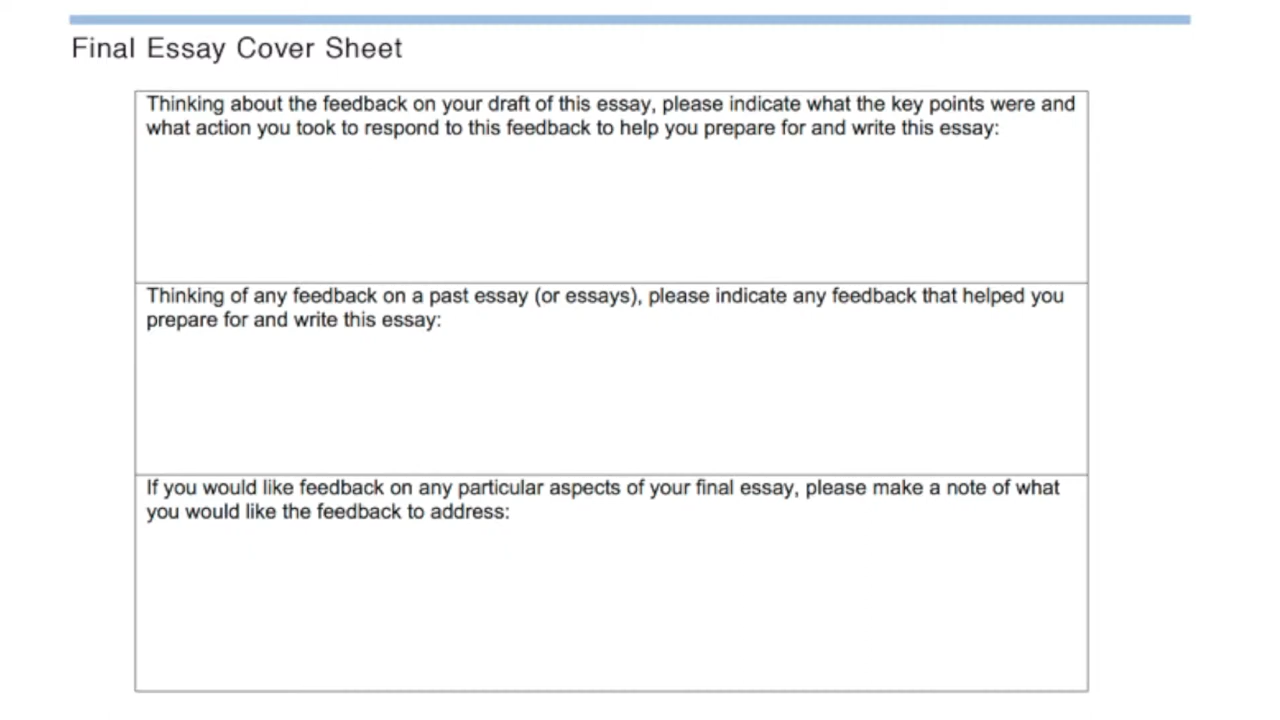 Final Essay Cover Sheet
Thinking about the feedback on your draft of this essay, please indicate what the key points were and
what action you took to respond to this feedback to help you prepare for and write this essay:
Thinking of any feedback on a past essay (or essays), please indicate any feedback that helped you
prepare for and write this essay:
If you would like feedback on any particular aspects of your final essay, please make a note of what
you would like the feedback to address: